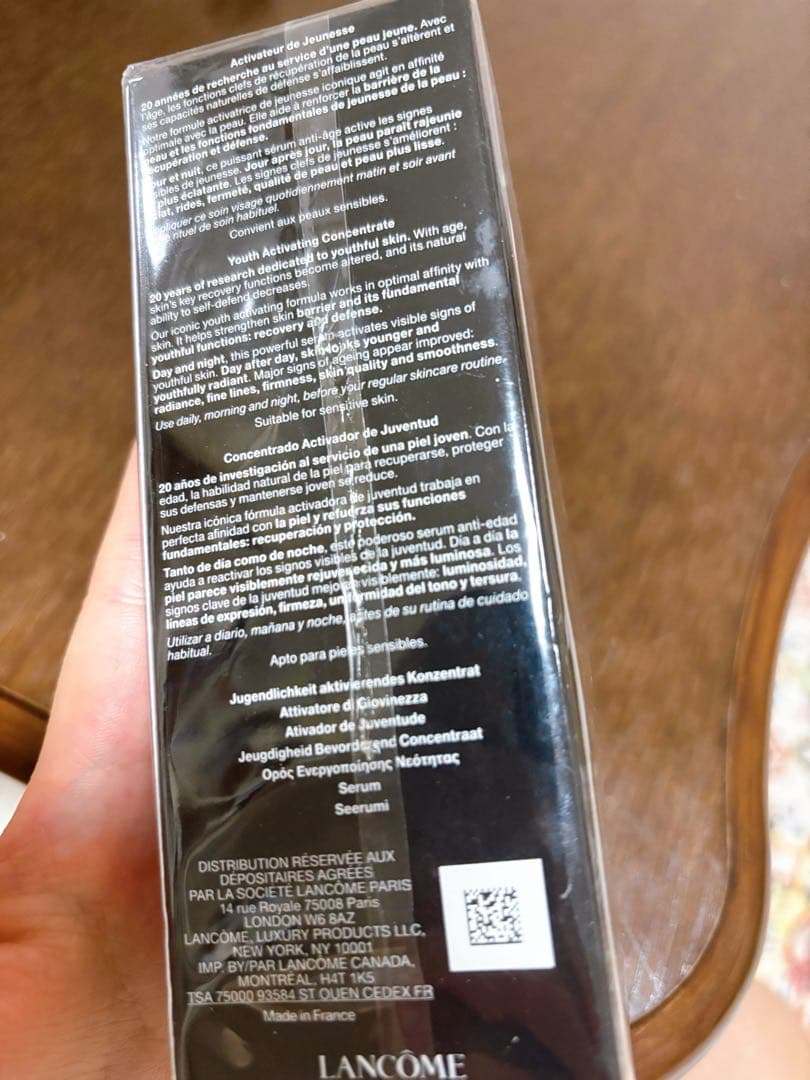 Activateur de Jeunesse
20 années de recherche au service d'une peau jeune. Avec
l'âge, les fonctions clefs de récupération de la peau s'altèrent et
ses capacités naturelles de défense s'affaiblissent.
Notre formule activatrice de jeunesse iconique agit en affinité
optimale avec la peau. Elle aide à renforcer la barrière de la
peau et les fonctions fondamentales de jeunesse de la peau :
récupération et défense.
Jour et nuit, ce puissant sérum anti-âge active les signes
visibles de jeunesse. Jour après jour, la peau paraît rajeunie
plus éclatante. Les signes clefs de jeunesse s'améliorent :
éclat, rides, fermeté, qualité de peau et peau plus lisse.
Appliquer ce soin visage quotidiennement matin et soir avant
rituel de soin habituel.
Convient aux peaux sensibles.
Youth Activating Concentrate
20 years of research dedicated to youthful skin. With age,
skin's key recovery functions become altered, and its natural
ability to self-defend decreases.
Our iconic youth activating formula works in optimal affinity with
skin. It helps strengthen skin barrier and its fundamental
youthful functions: recovery and defense.
Day and night, this powerful serum activates visible signs of
youthful skin. Day after day, skin looks younger and
youthfully radiant. Major signs of ageing appear improved:
radiance, fine lines, firmness, skin quality and smoothness.
Use daily, morning and night, before your regular skincare routine.
Suitable for sensitive skin.
Concentrado Activador de Juventud
20 años de investigación al servicio de una piel joven. Con la
edad, la habilidad natural de la piel para recuperarse, proteger
sus defensas y mantenerse joven se reduce.
Nuestra icónica fórmula activadora de juventud trabaja en
perfecta afinidad con la piel y refuerza sus funciones
fundamentales: recuperación y protección.
Tanto de día como de noche, este poderoso serum anti-edad
ayuda a reactivar los signos visibles de la juventud. Día a día la
piel parece visiblemente rejuvenecida y más luminosa. Los
signos clave de la juventud mejoran visiblemente: luminosidad,
líneas de expresión, firmeza, uniformidad del tono y tersura.
Utilizar a diario, mañana y noche, antes de su rutina de cuidado
habitual.
Apto para pieles sensibles.
Jugendlichkeit aktivierendes Konzentrat
Attivatore di Giovinezza
Ativador de Juventude
Jeugdigheid Bevorderend Concentraat
Ορός Ενεργοποίησης Νεότητας
Serum
Seerumi
DISTRIBUTION RÉSERVÉE AUX
DÉPOSITAIRES AGRÉÉS
PAR LA SOCIETÉ LANCÔME PARIS
14 rue Royale 75008 Paris
LONDON W6 8AZ
LANCÔME, LUXURY PRODUCTS LLC,
NEW YORK, NY 10001
IMP. BY/PAR LANCÔME CANADA,
MONTRÉAL, H4T 1K5
TSA 75000 93584 ST OUEN CEDEX FR
Made in France
LANCÔME